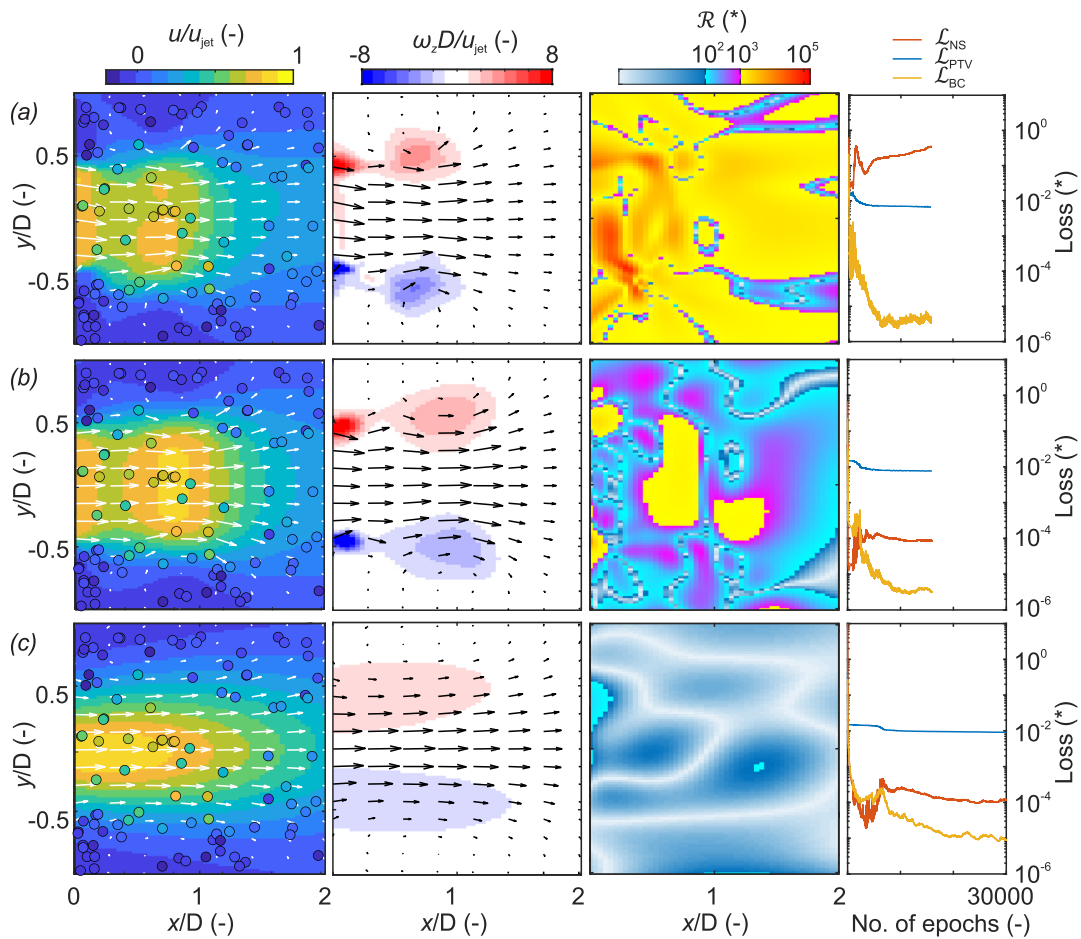 u/u_jet (-)
0 1
ω_zD/u_jet (-)
-8 8
ℛ (*)
10^2 10^3 10^5
ℒ_NS
ℒ_PTV
ℒ_BC
(a)
y/D (-)
0.5
-0.5
10^0
10^-2
10^-4
10^-6
Loss (*)
(b)
y/D (-)
0.5
-0.5
10^0
10^-2
10^-4
10^-6
Loss (*)
(c)
y/D (-)
0.5
-0.5
10^0
10^-2
10^-4
10^-6
Loss (*)
0 1 2
x/D (-)
1 2
x/D (-)
1 2
x/D (-)
30000
No. of epochs (-)